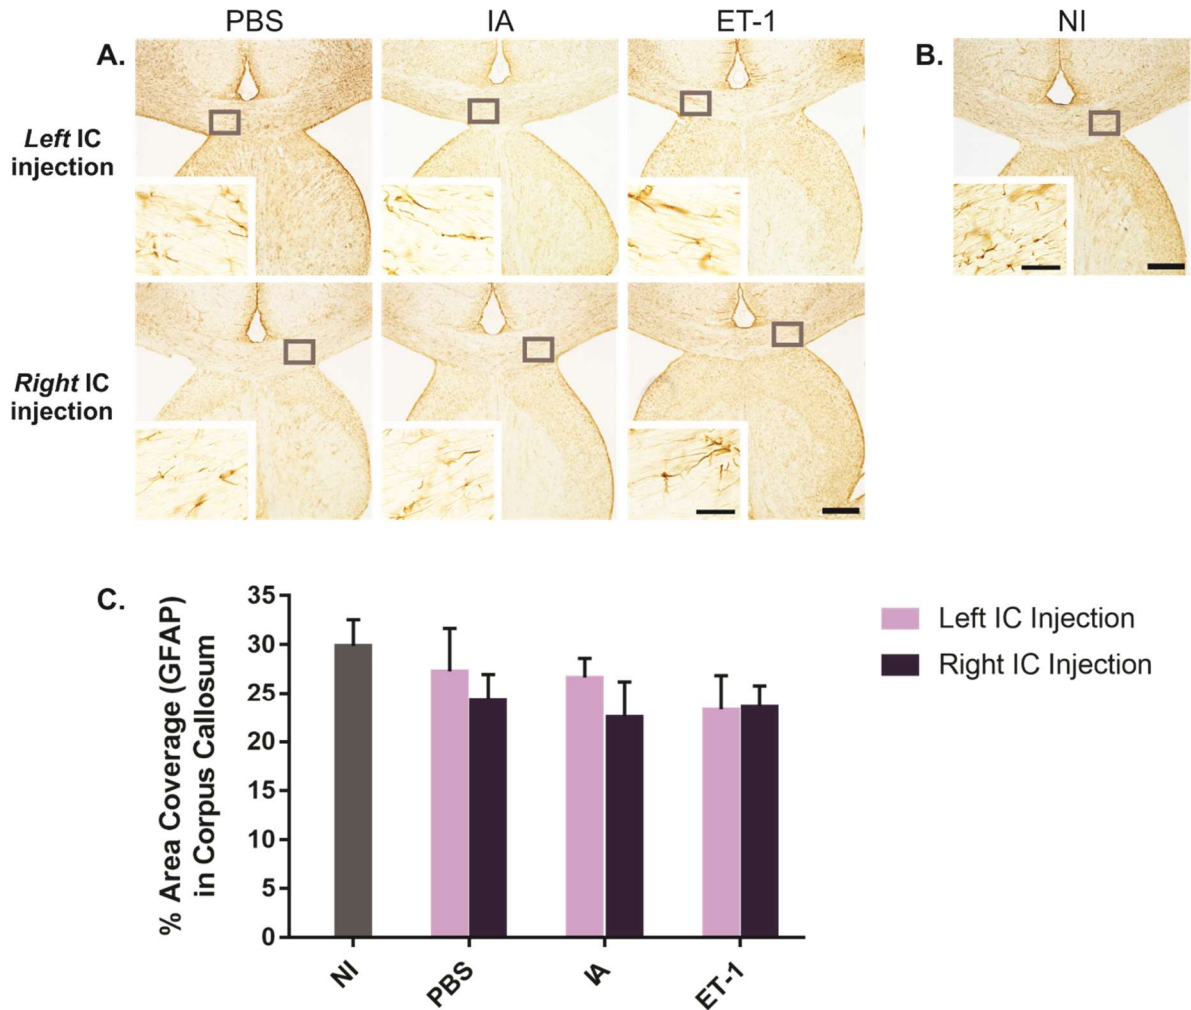 PBS IA ET-1 NI
A. B.
Left IC
injection
Right IC
injection
C.
% Area Coverage (GFAP)
in Corpus Callosum
35
30
25
20
15
10
5
0
NI PBS IA ET-1
Left IC Injection
Right IC Injection